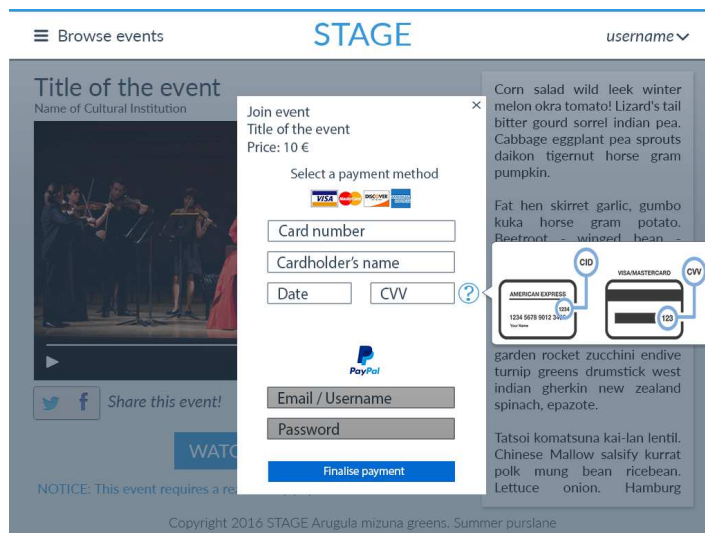 Browse events
STAGE
username
Title of the event
Name of Cultural Institution
Join event
×
Title of the event
Price: 10 €
Select a payment method
VISA MasterCard DISCOVER
Card number
Cardholder's name
Date
CVV
?
PayPal
Email / Username
Password
Finalise payment
CID
VISA/MASTERCARD
CVV
AMERICAN EXPRESS
1234
1234 5678 9012
Your Name
123
Share this event!
WATC
NOTICE: This event requires a
Corn salad wild leek winter
melon okra tomato! Lizard's tail
bitter gourd sorrel indian pea.
Cabbage eggplant pea sprouts
daikon tigernut horse gram
pumpkin.
Fat hen skirret garlic, gumbo
kuka horse gram potato.
Beetroot - winged bean -
garden rocket zucchini endive
turnip greens drumstick west
indian gherkin new zealand
spinach, epazote.
Tatsoi komatsuna kai-lan lentil.
Chinese Mallow salsify kurrat
polk mung bean ricebean.
Lettuce onion. Hamburg
Copyright 2016 STAGE Arugula mizuna greens. Summer purslane